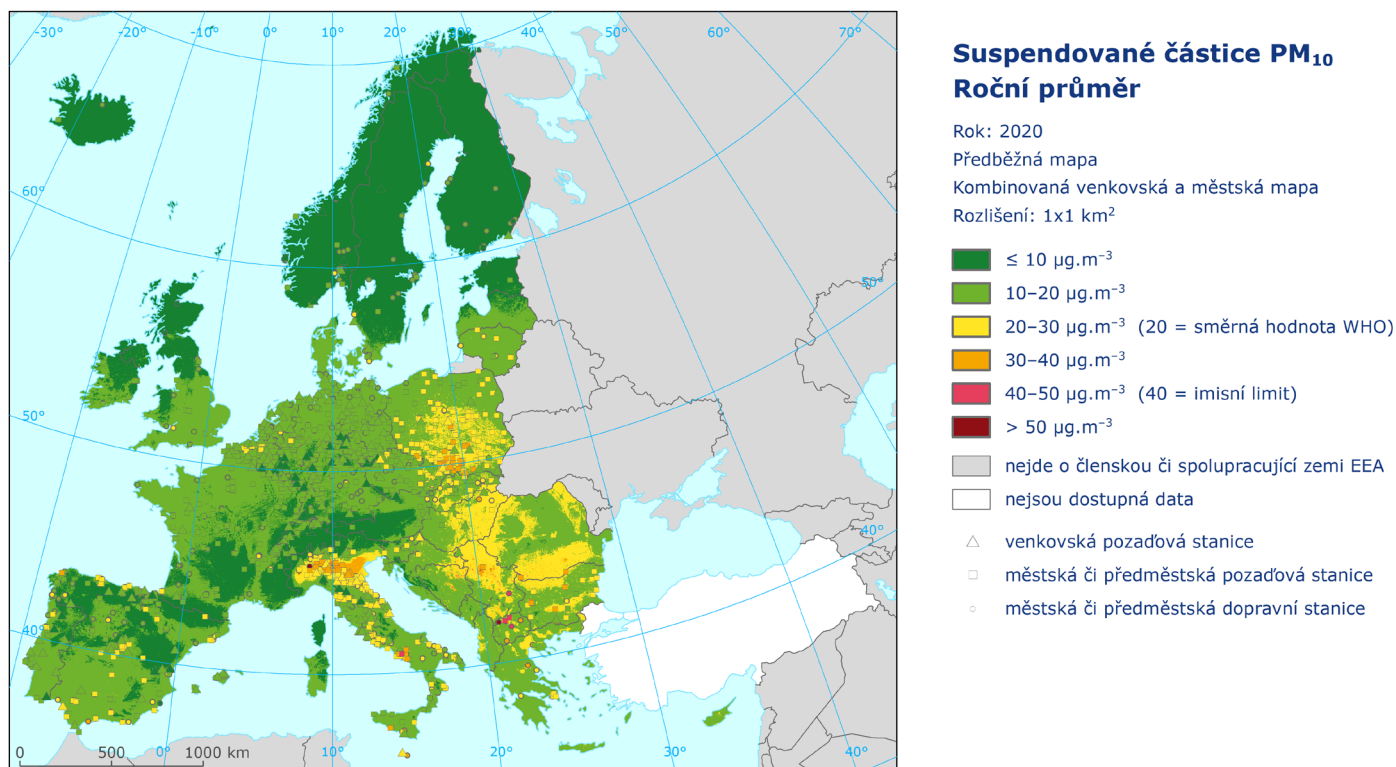 -30° -20° -10° 0° 10° 20° 30° 40° 50° 60° 70°
60°
50°
50°
40°
40°
0 500 1000 km
0° 10° 20° 30° 40°
Suspendované částice PM₁₀
Roční průměr
Rok: 2020
Předběžná mapa
Kombinovaná venkovská a městská mapa
Rozlišení: 1x1 km²
≤ 10 µg.m⁻³
10–20 µg.m⁻³
20–30 µg.m⁻³ (20 = směrná hodnota WHO)
30–40 µg.m⁻³
40–50 µg.m⁻³ (40 = imisní limit)
> 50 µg.m⁻³
nejde o členskou či spolupracující zemi EEA
nejsou dostupná data
venkovská pozaďová stanice
městská či předměstská pozaďová stanice
městská či předměstská dopravní stanice